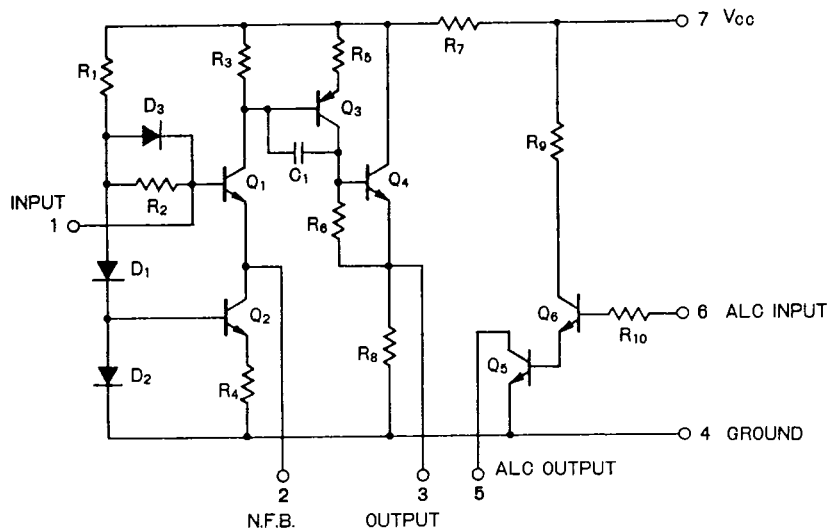 7 Vcc
R7
R1
R3
R5
D3
Q3
R9
C1
R2
Q1
Q4
INPUT
1
R6
D1
Q2
Q6
6 ALC INPUT
R10
R8
Q5
D2
R4
4 GROUND
ALC OUTPUT
2
3
5
N.F.B.
OUTPUT